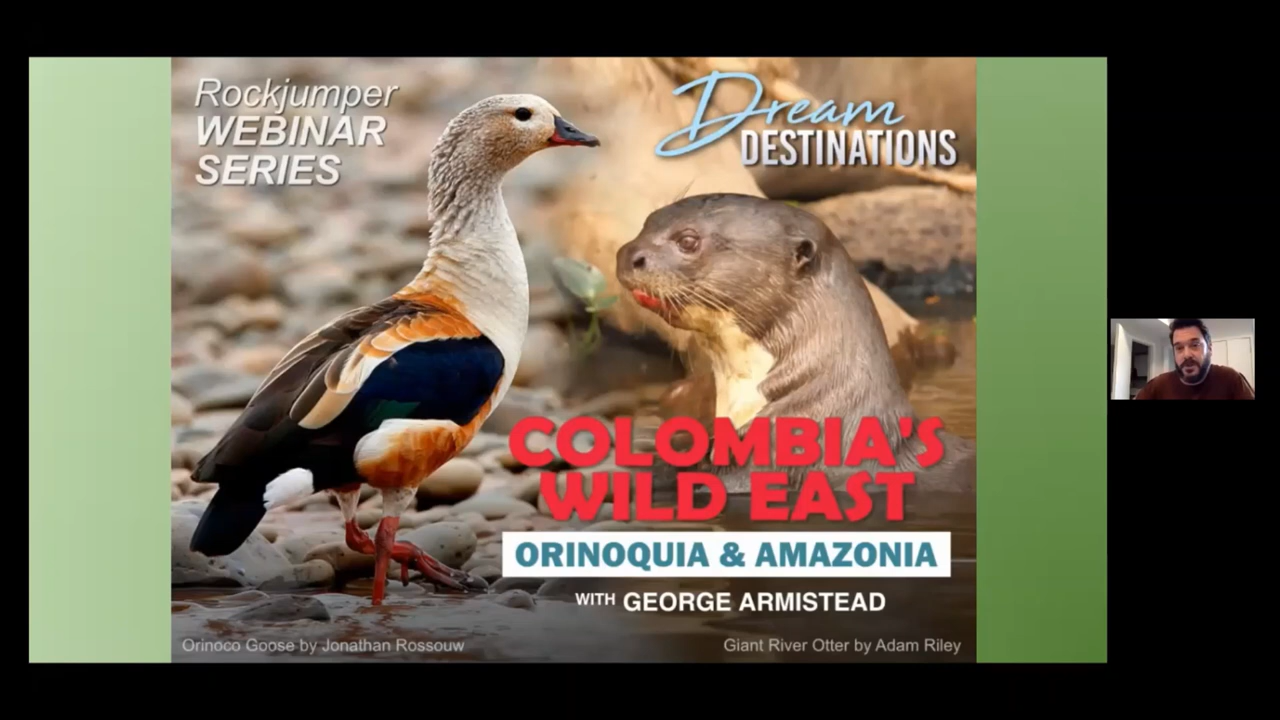 Rockjumper
WEBINAR
SERIES
Dream
DESTINATIONS
COLOMBIA'S
WILD EAST
ORINOQUIA & AMAZONIA
WITH GEORGE ARMISTEAD
Orinoco Goose by Jonathan Rossouw
Giant River Otter by Adam Riley